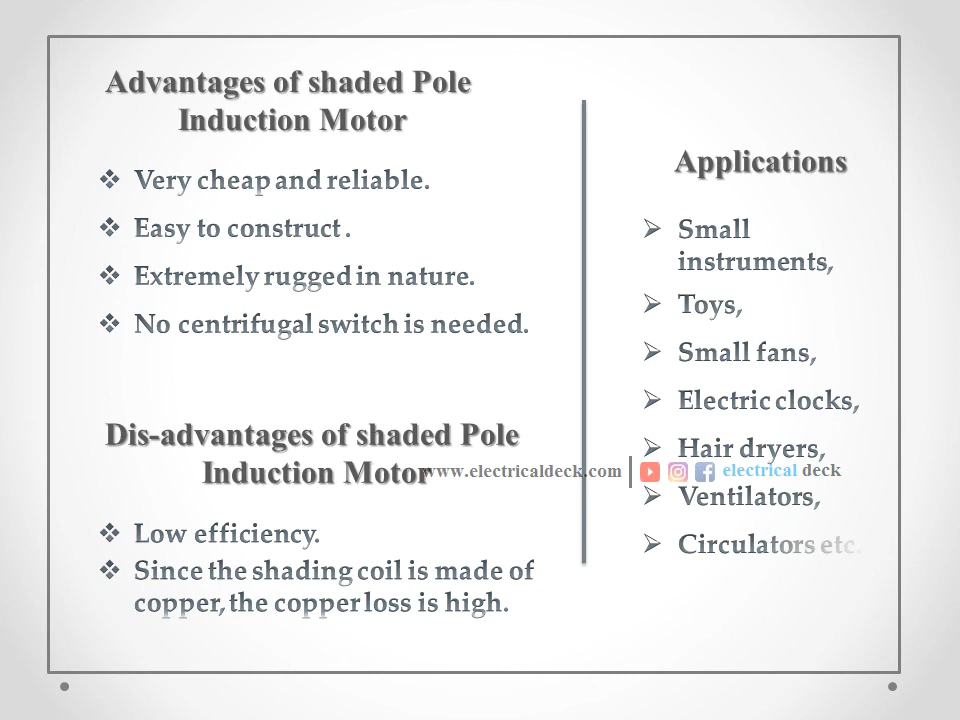 Advantages of shaded Pole
Induction Motor
Very cheap and reliable.
Easy to construct .
Extremely rugged in nature.
No centrifugal switch is needed.
Dis-advantages of shaded Pole
Induction Motor
Low efficiency.
Since the shading coil is made of
copper, the copper loss is high.
Applications
Small
instruments,
Toys,
Small fans,
Electric clocks,
Hair dryers,
Ventilators,
Circulators etc.
www.electricaldeck.com
electrical deck